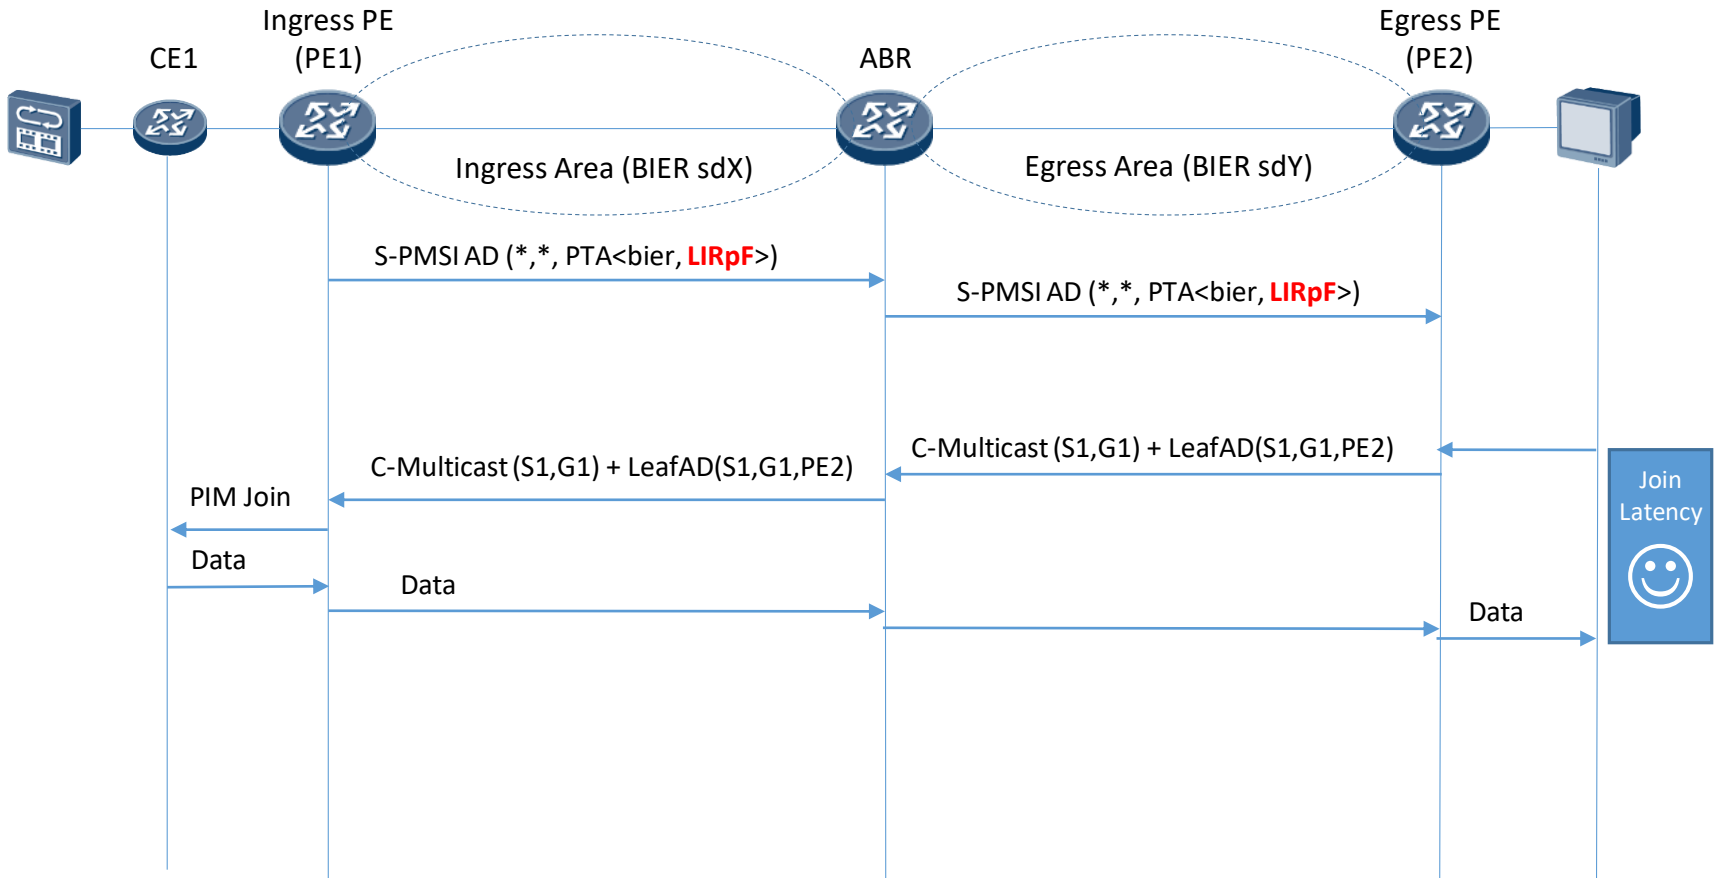 Ingress PE
(PE1)
CE1
ABR
Egress PE
(PE2)
Ingress Area (BIER sdX)
Egress Area (BIER sdY)
S-PMSI AD (*,*, PTA<bier, LIRpF>)
S-PMSI AD (*,*, PTA<bier, LIRpF>)
C-Multicast (S1,G1) + LeafAD(S1,G1,PE2)
C-Multicast (S1,G1) + LeafAD(S1,G1,PE2)
PIM Join
Join
Latency
Data
Data
Data